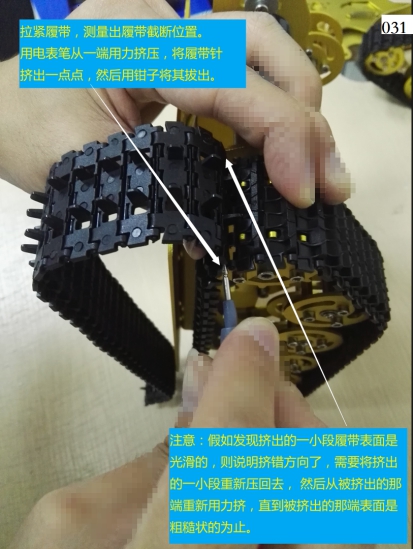 031
拉紧履带，测量出履带截断位置。
用电表笔从一端用力挤压，将履带针
挤出一点点，然后用钳子将其拔出。
注意：假如发现挤出的一小段履带表面是
光滑的，则说明挤错方向了，需要将挤出
的一小段重新压回去， 然后从被挤出的那
端重新用力挤，直到被挤出的那端表面是
粗糙状的为止。